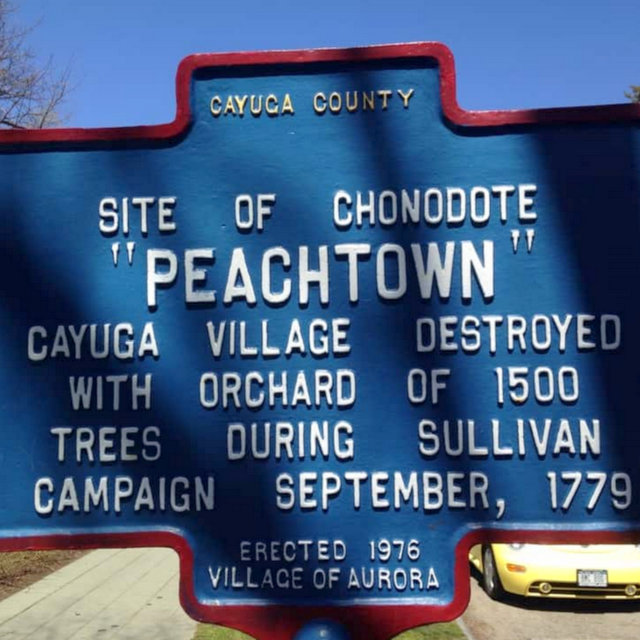 CAYUGA COUNTY
SITE OF CHONODOTE
"PEACHTOWN"
CAYUGA VILLAGE DESTROYED
WITH ORCHARD OF 1500
TREES DURING SULLIVAN
CAMPAIGN SEPTEMBER, 1779
ERECTED 1976
VILLAGE OF AURORA